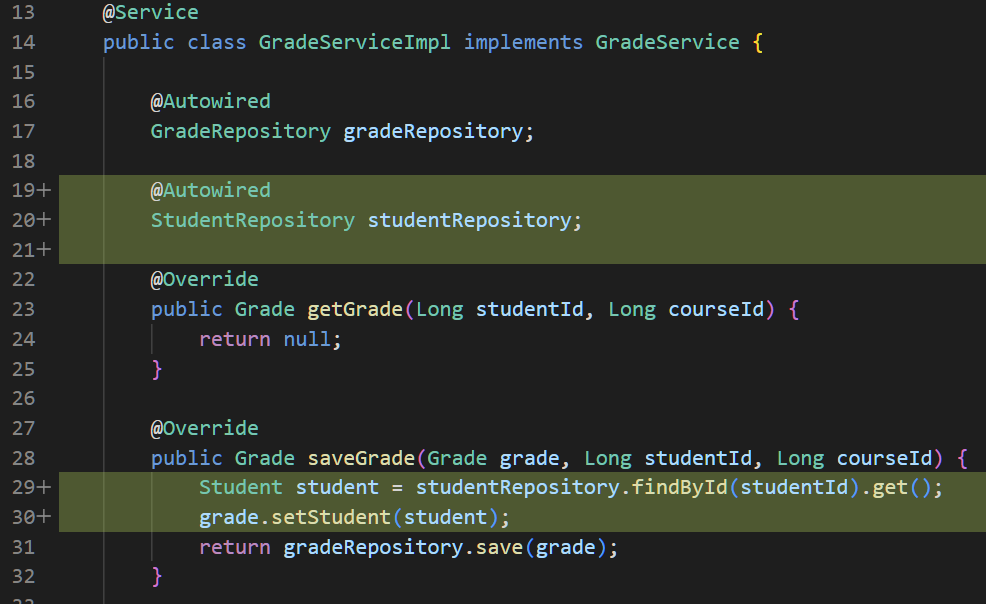 13 @Service
14 public class GradeServiceImpl implements GradeService {
15
16     @Autowired
17     GradeRepository gradeRepository;
18
19+     @Autowired
20+     StudentRepository studentRepository;
21+
22     @Override
23     public Grade getGrade(Long studentId, Long courseId) {
24         return null;
25     }
26
27     @Override
28     public Grade saveGrade(Grade grade, Long studentId, Long courseId) {
29+         Student student = studentRepository.findById(studentId).get();
30+         grade.setStudent(student);
31         return gradeRepository.save(grade);
32     }